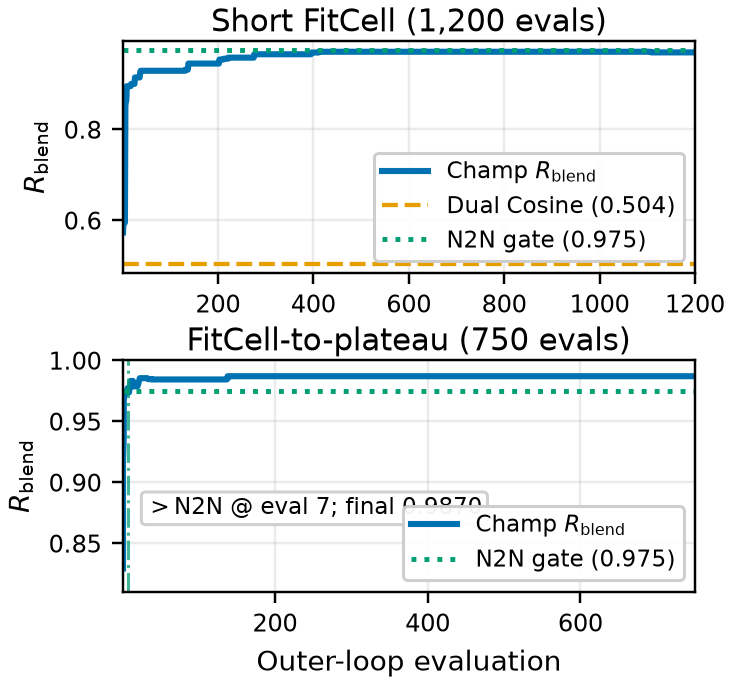 Short FitCell (1,200 evals)
R_blend
0.8
0.6
Champ R_blend
Dual Cosine (0.504)
N2N gate (0.975)
200 400 600 800 1000 1200
FitCell-to-plateau (750 evals)
R_blend
1.00
0.95
0.90
0.85
> N2N @ eval 7; final 0.9870
Champ R_blend
N2N gate (0.975)
200 400 600
Outer-loop evaluation